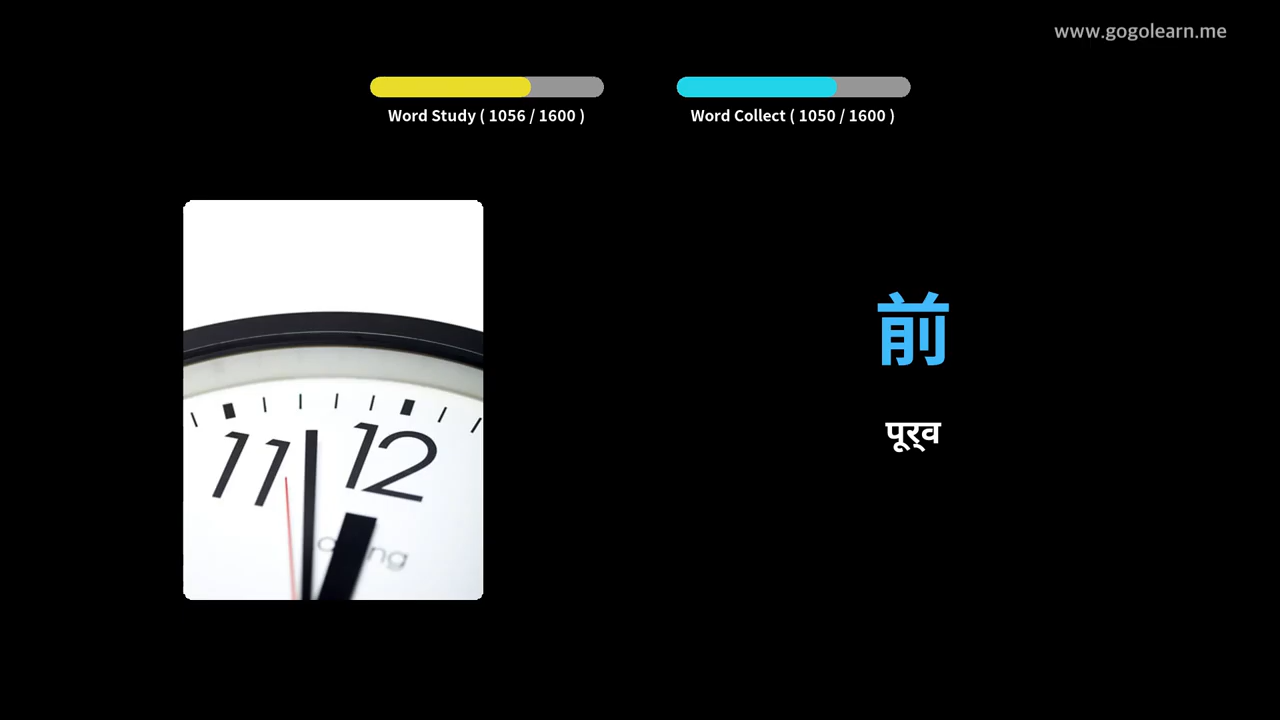 www.gogolearn.me
Word Study ( 1056 / 1600 )
Word Collect ( 1050 / 1600 )
前
पूर्व
11 12